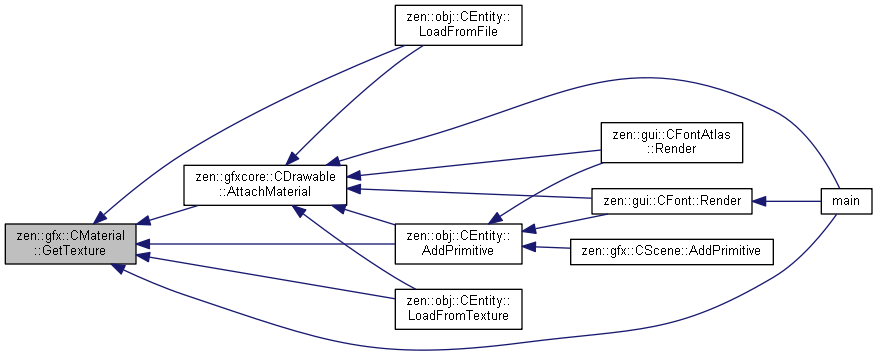 zen::obj::CEntity::
LoadFromFile
zen::gui::CFontAtlas
::Render
zen::gfxcore::CDrawable
::AttachMaterial
zen::gui::CFont::Render
main
zen::gfx::CMaterial
::GetTexture
zen::obj::CEntity::
AddPrimitive
zen::gfx::CScene::AddPrimitive
zen::obj::CEntity::
LoadFromTexture